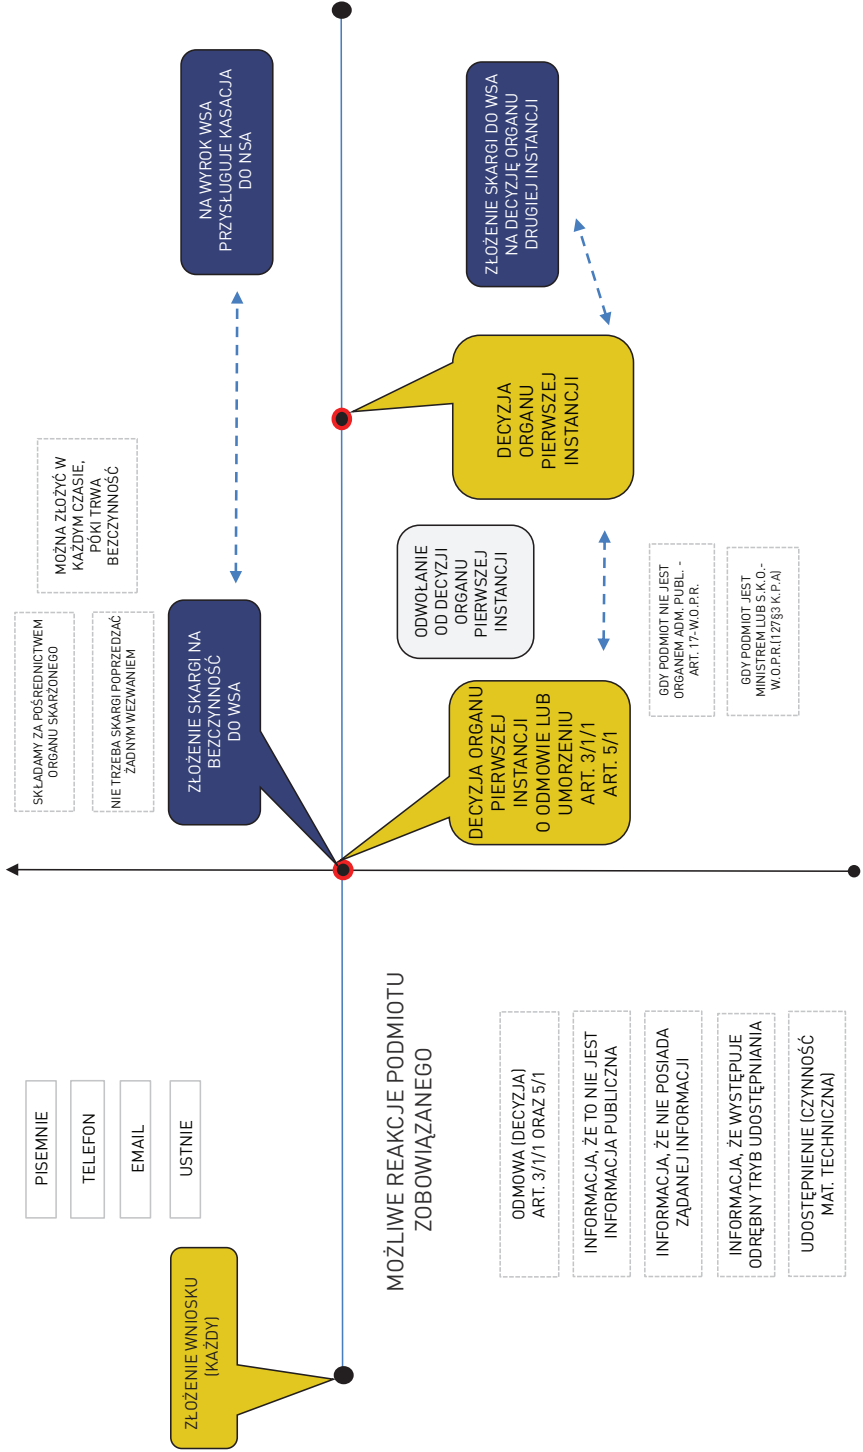 ZŁOŻENIE WNIOSKU
(KAŻDY)
PISEMNIE
TELEFON
EMAIL
USTNIE
MOŻLIWE REAKCJE PODMIOTU
ZOBOWIĄZANEGO
ODMOWA (DECYZJA)
ART. 3/1/1 ORAZ 5/1
INFORMACJA, ŻE TO NIE JEST
INFORMACJA PUBLICZNA
INFORMACJA, ŻE NIE POSIADA
ZĄDANEJ INFORMACJI
INFORMACJA, ŻE WYSTĘPUJE
ODRĘBNY TRYB UDOSTĘPNIANIA
UDOSTĘPNIENIE (CZYNNOŚĆ
MAT. TECHNICZNA)
SKŁADAMY ZA POŚREDNICTWEM
ORGANU SKARŻONEGO
NIE TRZEBA SKARGI POPRZEDZAĆ
ŻADNYM WEZWANIEM
MOŻNA ZŁOŻYĆ W
KAŻDYM CZASIE,
PÓKI TRWA
BEZCZYNNOŚĆ
ZŁOŻENIE SKARGI NA
BEZCZYNNOŚĆ
DO WSA
NA WYROK WSA
PRZYSŁUGUJE KASACJA
DO NSA
DECYZJA ORGANU
PIERWSZEJ
INSTANCJI
O ODMOWIE LUB
UMORZENIU
ART. 3/1/1
ART. 5/1
ODWOŁANIE
OD DECYZJI
ORGANU
PIERWSZEJ
INSTANCJI
GDY PODMIOT NIE JEST
ORGANEM ADM. PUBL. -
ART. 17-W.O.P.R.
GDY PODMIOT JEST
MINISTREM LUB S.K.O.-
W.O.P.R.(127§3 K.P.A)
DECYZJA
ORGANU
PIERWSZEJ
INSTANCJI
ZŁOŻENIE SKARGI DO WSA
NA DECYZJĘ ORGANU
DRUGIEJ INSTANCJI